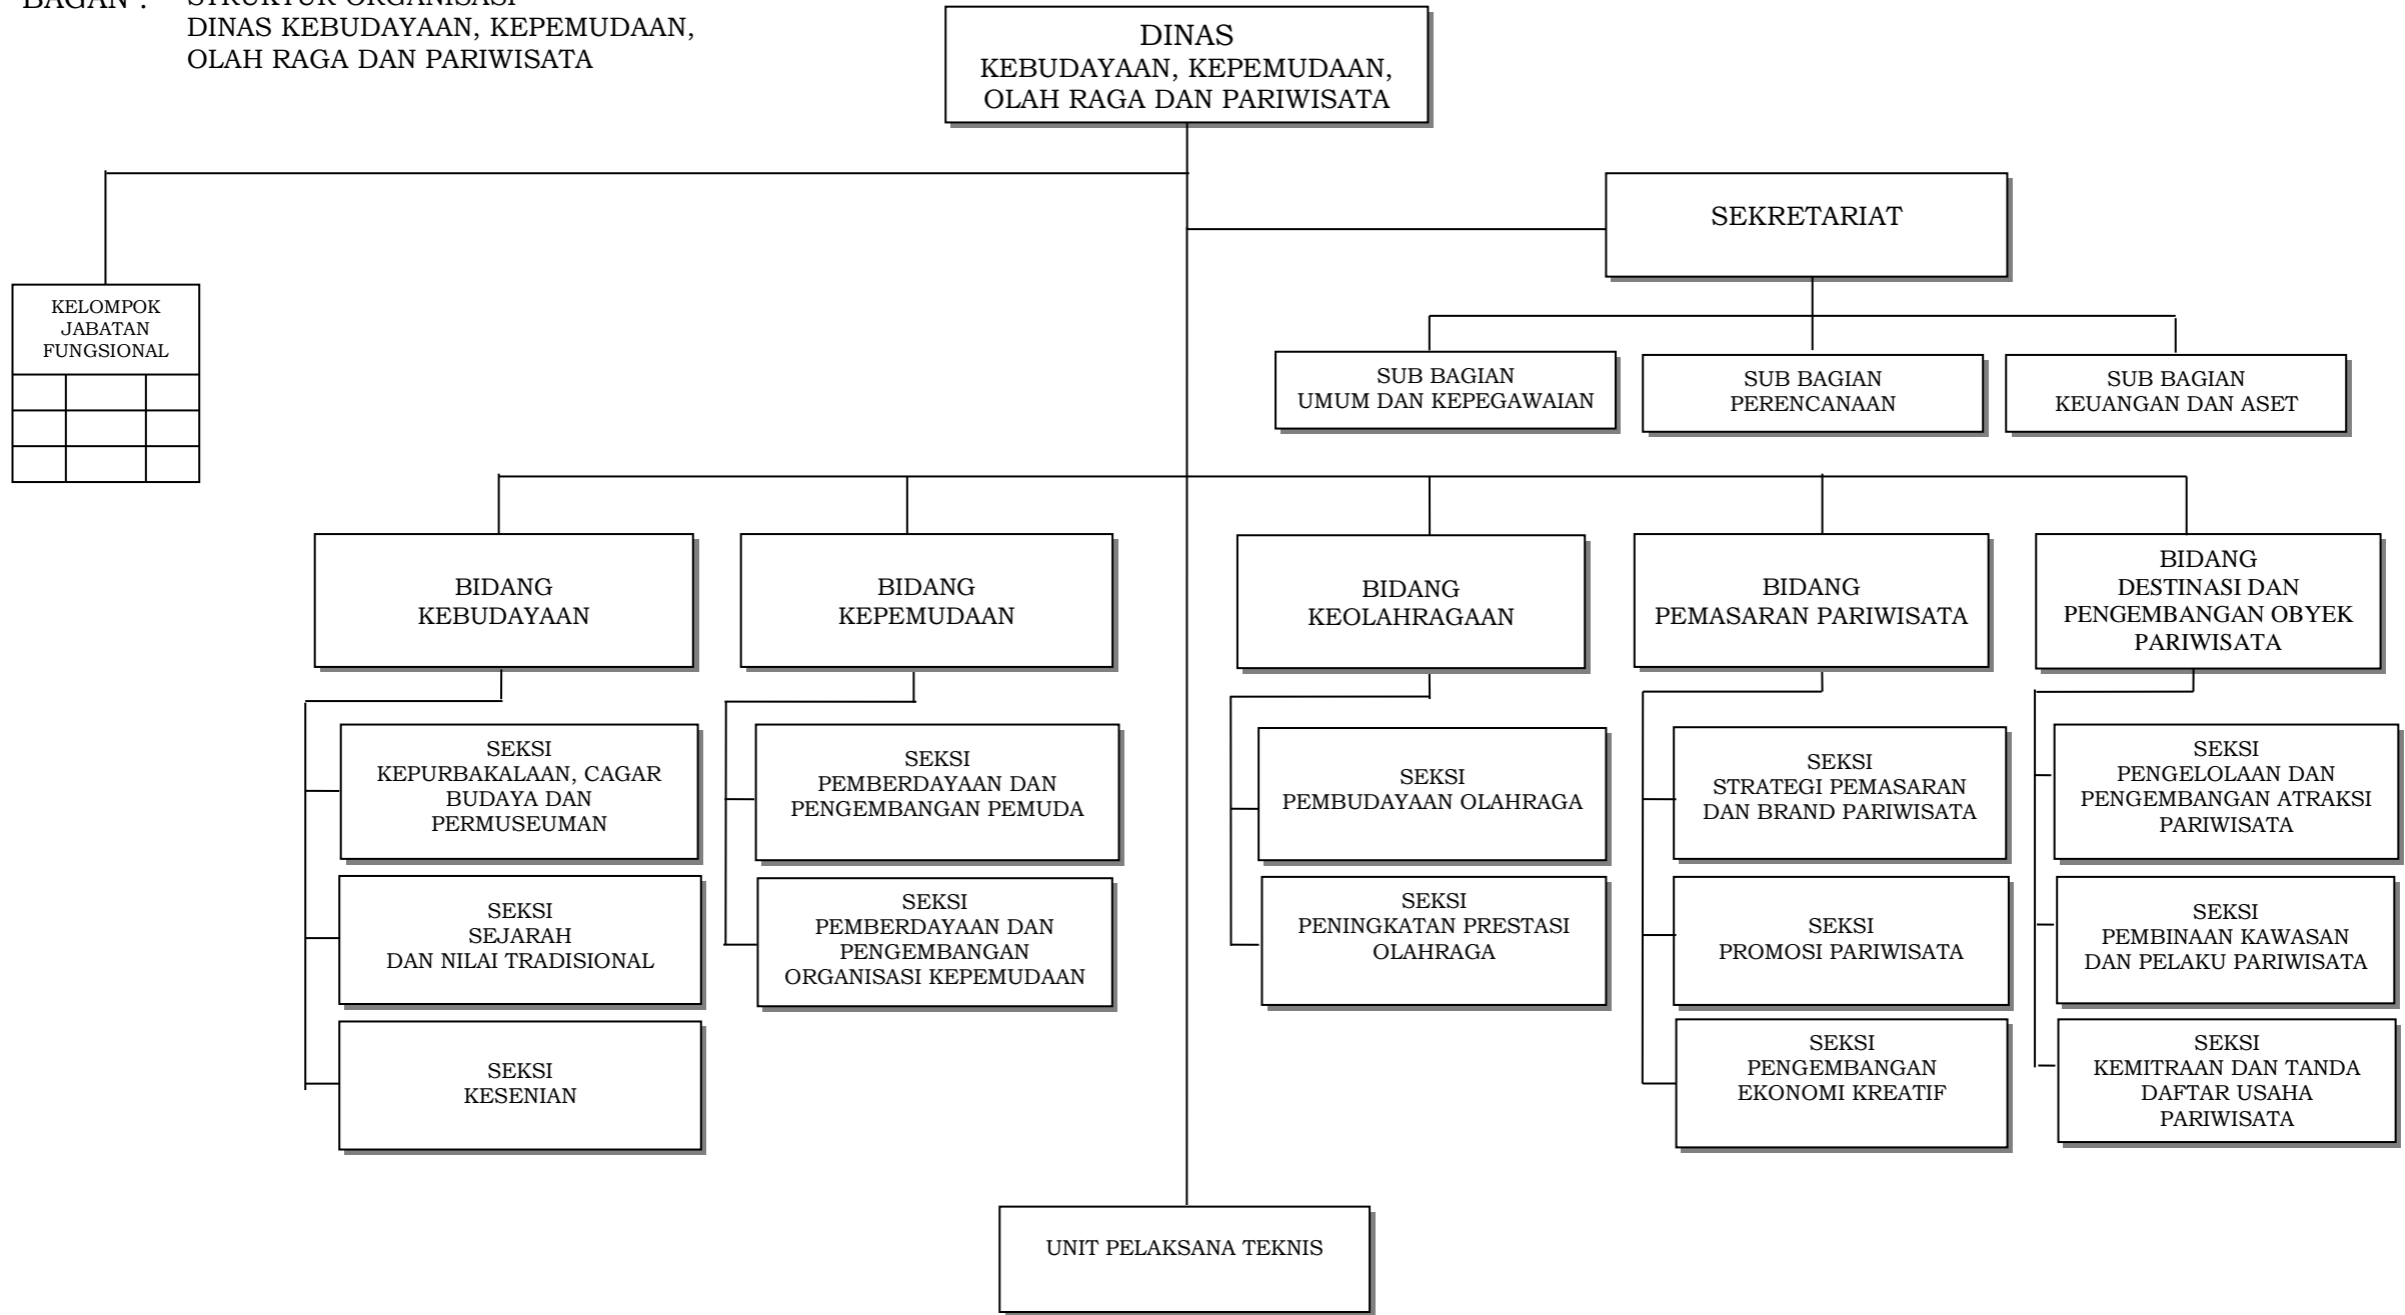 BAGAN : STRUKTUR ORGANISASI
DINAS KEBUDAYAAN, KEPEMUDAAN,
OLAH RAGA DAN PARIWISATA
DINAS
KEBUDAYAAN, KEPEMUDAAN,
OLAH RAGA DAN PARIWISATA
SEKRETARIAT
KELOMPOK
JABATAN
FUNGSIONAL
SUB BAGIAN
UMUM DAN KEPEGAWAIAN
SUB BAGIAN
PERENCANAAN
SUB BAGIAN
KEUANGAN DAN ASET
BIDANG
KEBUDAYAAN
BIDANG
KEPEMUDAAN
BIDANG
KEOLAHRAGAAN
BIDANG
PEMASARAN PARIWISATA
BIDANG
DESTINASI DAN
PENGEMBANGAN OBYEK
PARIWISATA
SEKSI
KEPURBAKALAAN, CAGAR
BUDAYA DAN
PERMUSEUMAN
SEKSI
PEMBERDAYAAN DAN
PENGEMBANGAN PEMUDA
SEKSI
PEMBUDAYAAN OLAHRAGA
SEKSI
STRATEGI PEMASARAN
DAN BRAND PARIWISATA
SEKSI
PENGELOLAAN DAN
PENGEMBANGAN ATRAKSI
PARIWISATA
SEKSI
SEJARAH
DAN NILAI TRADISIONAL
SEKSI
PEMBERDAYAAN DAN
PENGEMBANGAN
ORGANISASI KEPEMUDAAN
SEKSI
PENINGKATAN PRESTASI
OLAHRAGA
SEKSI
PROMOSI PARIWISATA
SEKSI
PEMBINAAN KAWASAN
DAN PELAKU PARIWISATA
SEKSI
KESENIAN
SEKSI
PENGEMBANGAN
EKONOMI KREATIF
SEKSI
KEMITRAAN DAN TANDA
DAFTAR USAHA
PARIWISATA
UNIT PELAKSANA TEKNIS